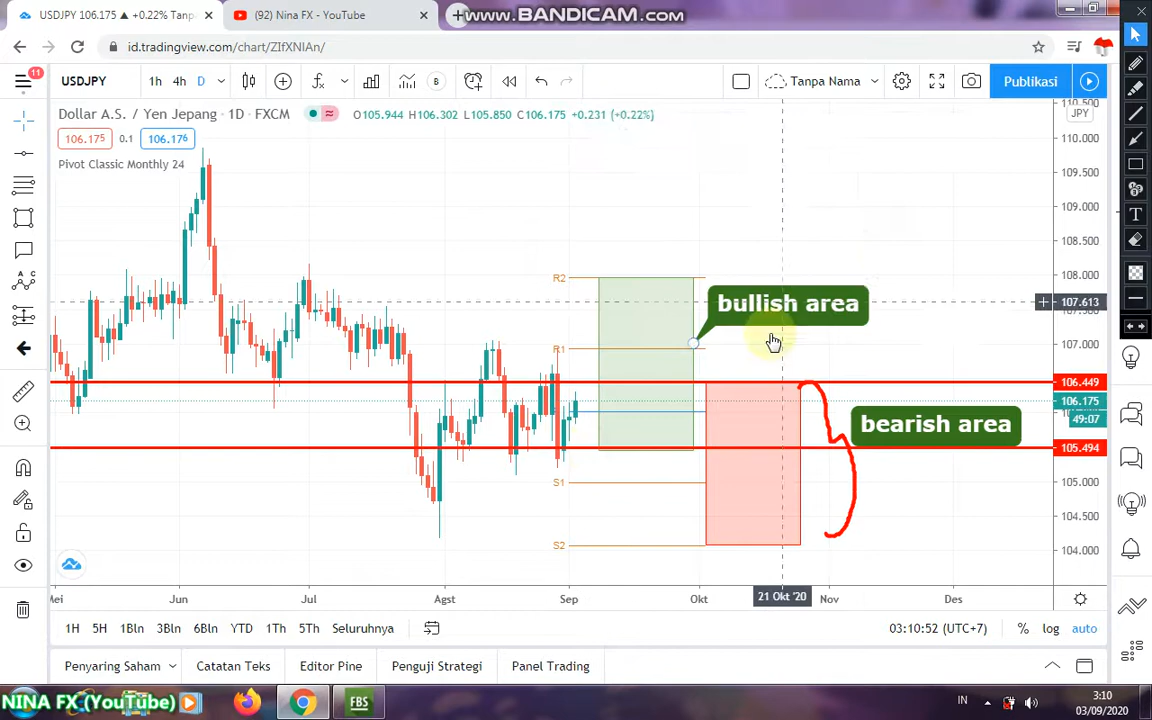 USDJPY 106.175 ▲ +0.22% Tanp
(92) Nina FX - YouTube
www.BANDICAM.com
id.tradingview.com/chart/ZIfXNIAn/
11
USDJPY
1h 4h D
B
Tanpa Nama
Publikasi
Dollar A.S. / Yen Jepang · 1D · FXCM
O105.944 H106.302 L105.850 C106.175 +0.231 (+0.22%)
JPY
106.175 0.1 106.176
Pivot Classic Monthly 24
110.500
110.000
109.500
109.000
108.500
108.000
107.613
107.500
107.000
106.449
106.175
49:07
105.494
105.000
104.500
104.000
R2
R1
S1
S2
bullish area
bearish area
Mei Jun Jul Agst Sep Okt 21 Okt '20 Nov Des
1H 5H 1Bln 3Bln 6Bln YTD 1Th 5Th Seluruhnya
03:10:52 (UTC+7) % log auto
Penyaring Saham Catatan Teks Editor Pine Penguji Strategi Panel Trading
NINA FX (YouTube)
FBS
IN
3:10
03/09/2020